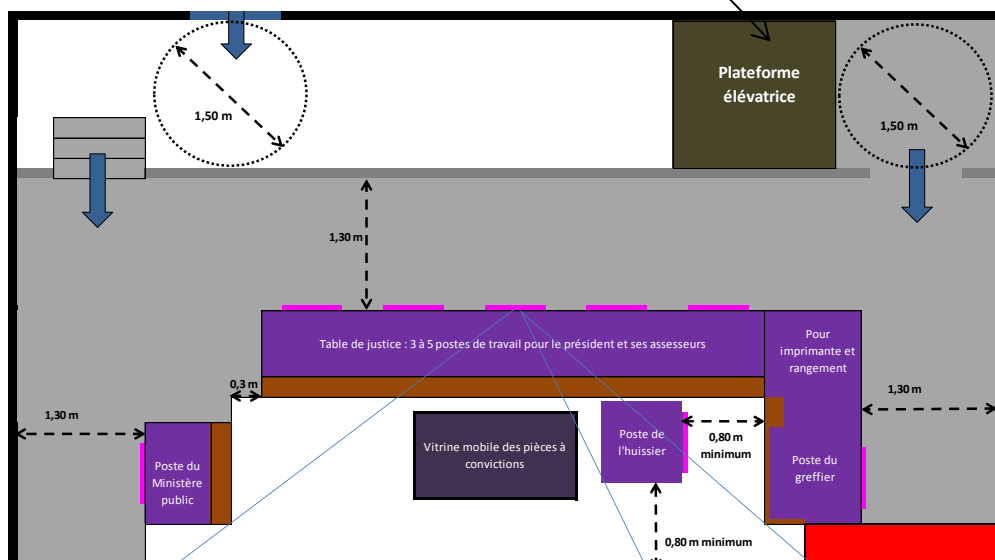 Plateforme
élévatrice
1,50 m
1,50 m
1,30 m
Table de justice : 3 à 5 postes de travail pour le président et ses assesseurs
Pour
imprimante et
rangement
0,3 m
1,30 m
1,30 m
Vitrine mobile des pièces à
convictions
Poste de
l'huissier
0,80 m
minimum
Poste du
Ministère
public
Poste du
greffier
0,80 m minimum